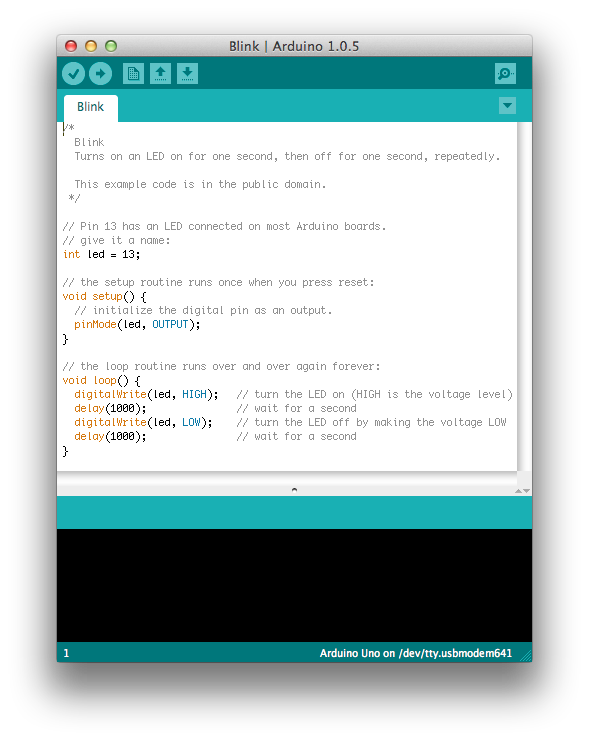 Blink | Arduino 1.0.5
Blink
/*
  Blink
  Turns on an LED on for one second, then off for one second, repeatedly.

  This example code is in the public domain.
 */

// Pin 13 has an LED connected on most Arduino boards.
// give it a name:
int led = 13;

// the setup routine runs once when you press reset:
void setup() {
  // initialize the digital pin as an output.
  pinMode(led, OUTPUT);
}

// the loop routine runs over and over again forever:
void loop() {
  digitalWrite(led, HIGH);   // turn the LED on (HIGH is the voltage level)
  delay(1000);               // wait for a second
  digitalWrite(led, LOW);    // turn the LED off by making the voltage LOW
  delay(1000);               // wait for a second
}
1
Arduino Uno on /dev/tty.usbmodem641